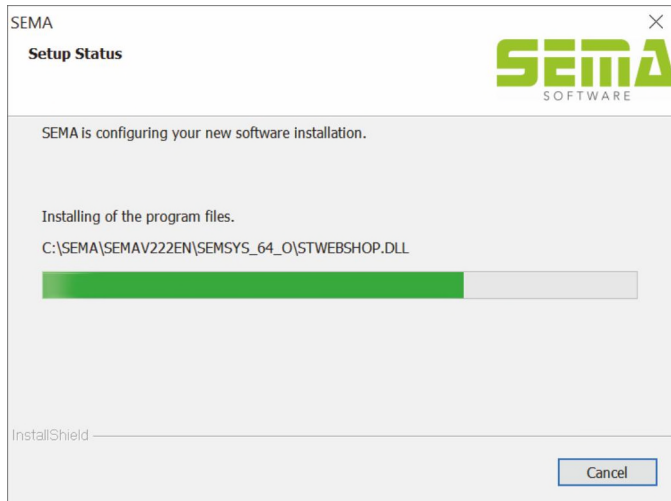 SEMA
Setup Status
SEMA
SOFTWARE
SEMA is configuring your new software installation.
Installing of the program files.
C:\SEMA\SEMAV222EN\SEMSYS_64_O\STWEBSHOP.DLL
InstallShield
Cancel